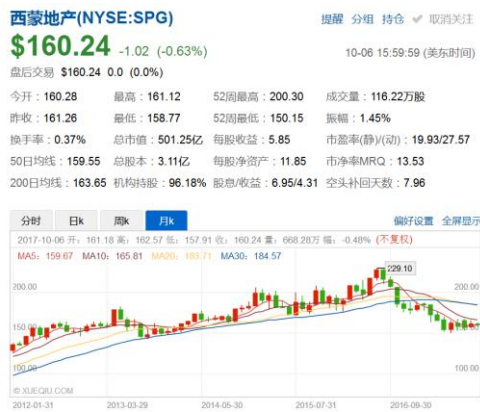 西蒙地产(NYSE:SPG) 提醒 分组 持仓 ✔ 取消关注
$160.24 -1.02 (-0.63%) 10-06 15:59:59 (美东时间)
盘后交易 $160.24 0.0 (0.0%)
今开：160.28 最高：161.12 52周最高：200.30 成交量：116.22万股
昨收：161.26 最低：158.77 52周最低：150.15 振幅：1.45%
换手率：0.37% 总市值：501.25亿 每股收益：5.85 市盈率(静)/(动)：19.93/27.57
50日均线：159.55 总股本：3.11亿 每股净资产：11.85 市净率MRQ：13.53
200日均线：163.65 机构持股：96.18% 股息/收益：6.95/4.31 空头补回天数：7.96
分时 日k 周k 月k 偏好设置 全屏显示
2017-10-06 开：161.18 高：162.57 低：157.91 收：160.24 量：668.28万 幅：-0.48% (不复权)
MA5：159.67 MA10：165.81 MA20：183.71 MA30：184.57
229.10
200.00 200.00
150.00 150.00
100.00 100.00
© XUEQIU.COM
2012-01-31 2013-03-29 2014-05-30 2015-07-31 2016-09-30